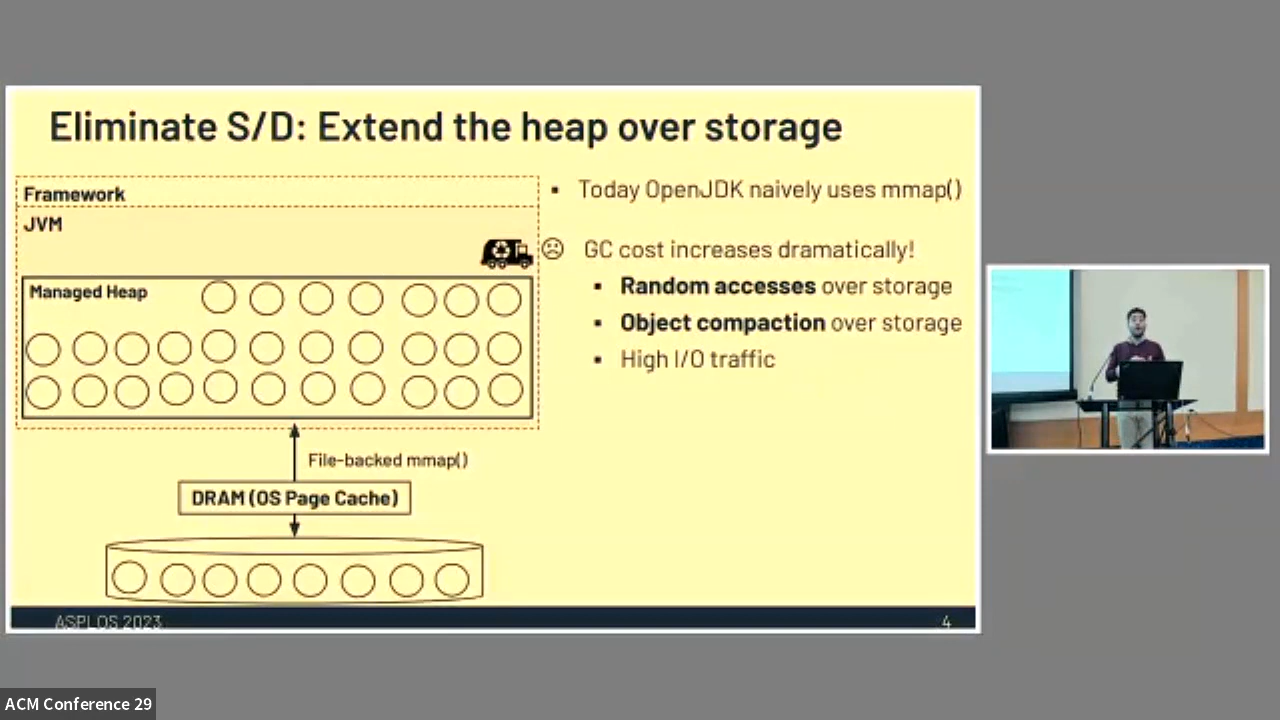 Eliminate S/D: Extend the heap over storage
Framework
JVM
Managed Heap
File-backed mmap()
DRAM (OS Page Cache)
▪ Today OpenJDK naively uses mmap()
☹ GC cost increases dramatically!
▪ Random accesses over storage
▪ Object compaction over storage
▪ High I/O traffic
ASPLOS 2023
4
ACM Conference 29